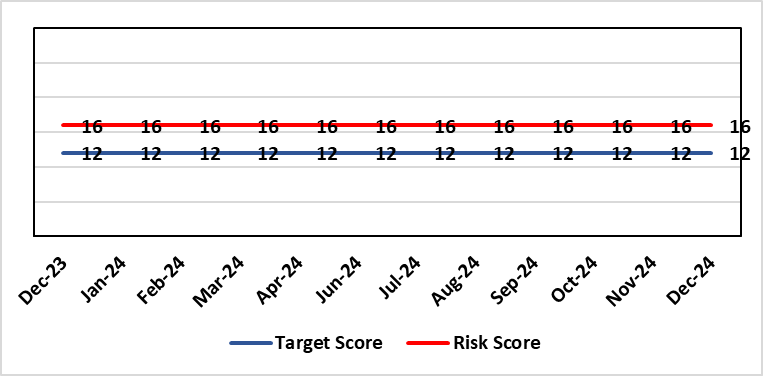 16 16 16 16 16 16 16 16 16 16 16 16
12 12 12 12 12 12 12 12 12 12 12 12
Dec-23 Jan-24 Feb-24 Mar-24 Apr-24 Jun-24 Jul-24 Aug-24 Sep-24 Oct-24 Nov-24 Dec-24
Target Score Risk Score